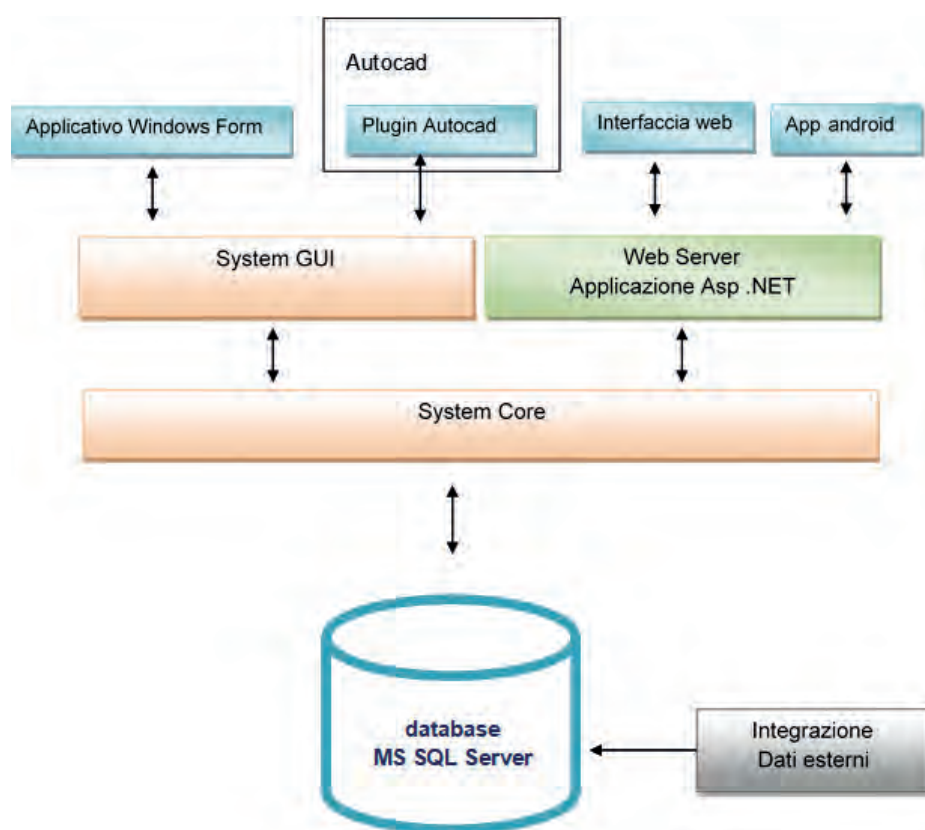 Autocad
Applicativo Windows Form
Plugin Autocad
Interfaccia web
App android
System GUI
Web Server
Applicazione Asp .NET
System Core
database
MS SQL Server
Integrazione
Dati esterni